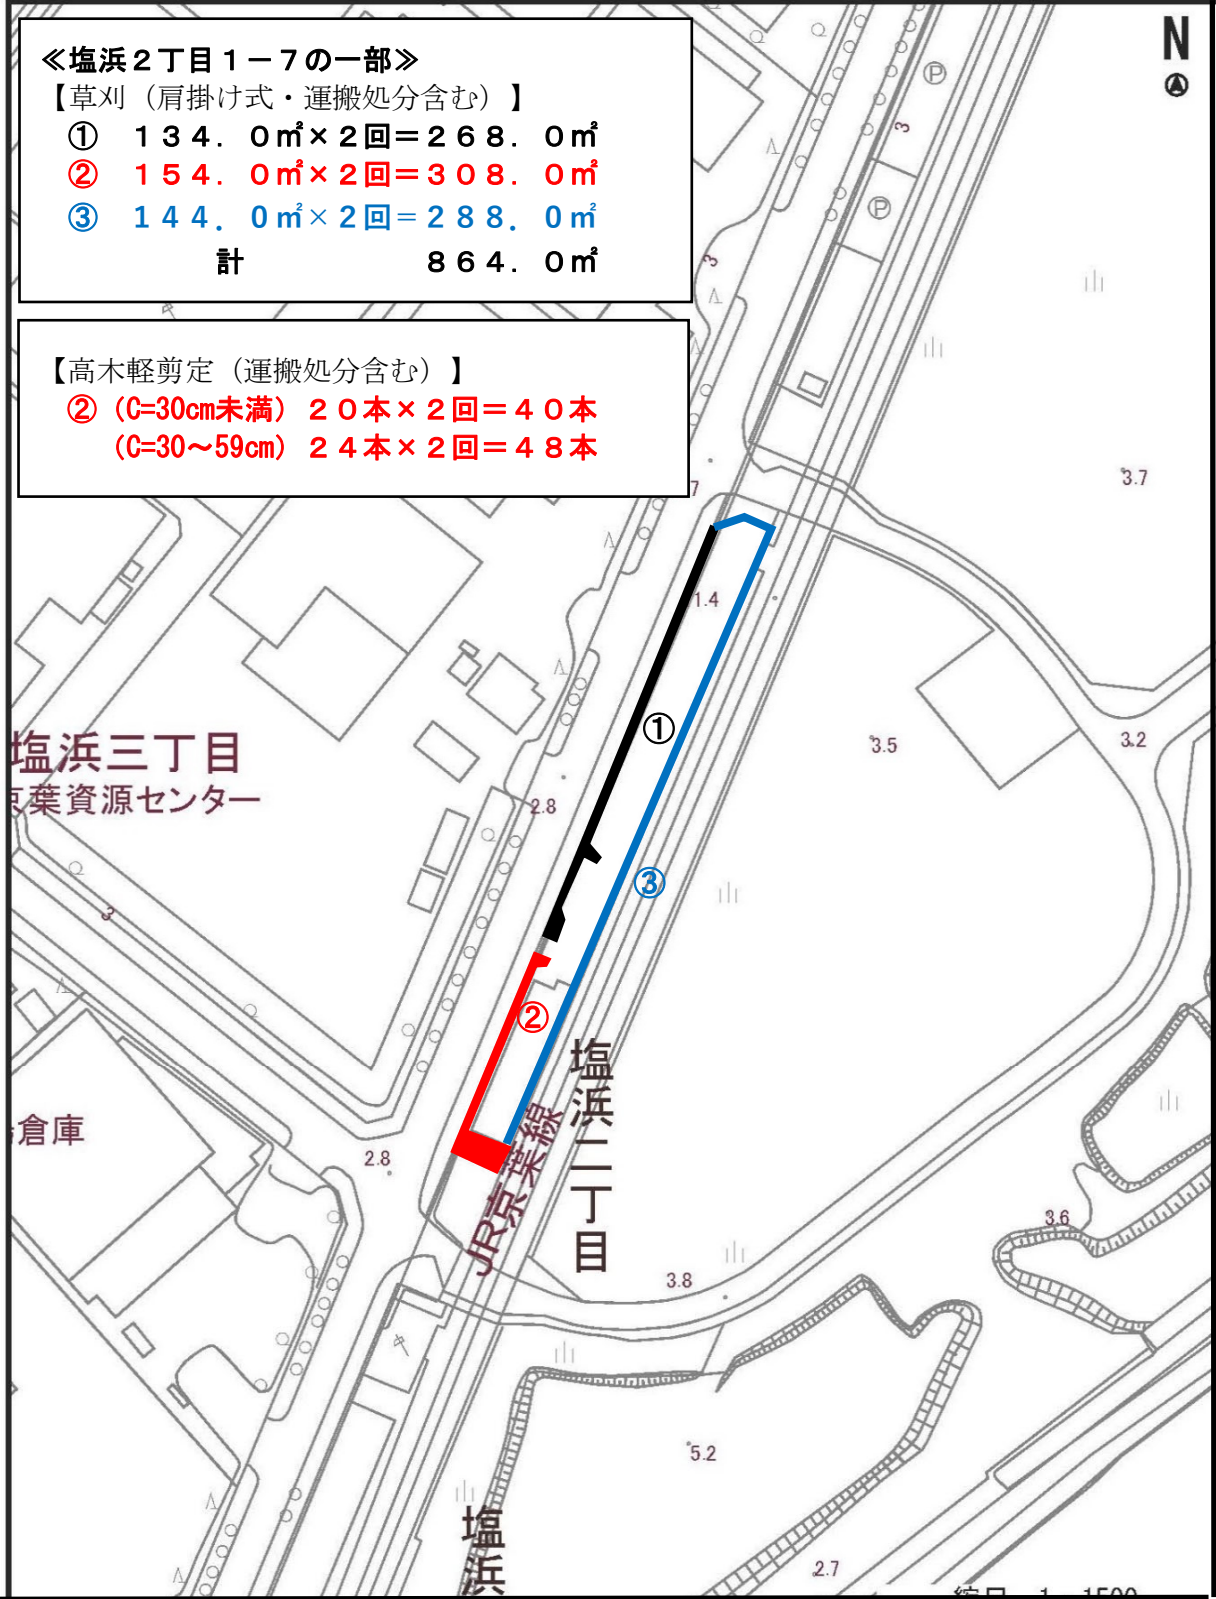 ≪塩浜２丁目１－７の一部≫
【草刈（肩掛け式・運搬処分含む）】
①　１３４．０㎡×２回＝２６８．０㎡
②　１５４．０㎡×２回＝３０８．０㎡
③　１４４．０㎡×２回＝２８８．０㎡
計　８６４．０㎡
【高木軽剪定（運搬処分含む）】
②（C=30cm未満）２０本×２回＝４０本
（C=30～59cm）２４本×２回＝４８本
N
P
3
P
3
7
3.7
1.4
①
塩浜三丁目
京葉資源センター
3.5
3.2
2.8
③
3
②
塩浜二丁目
倉庫
JR京葉線
2.8
3.6
3.8
5.2
塩浜
2.7